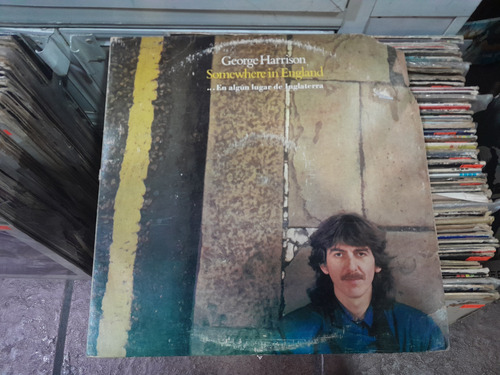 George Harrison
Somewhere in England
...En algún lugar de Inglaterra